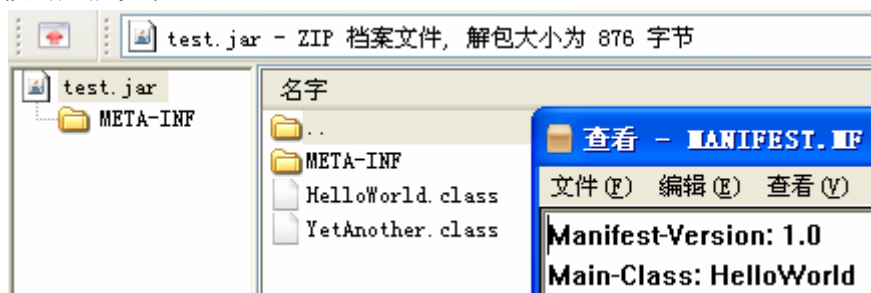 test.jar - ZIP 档案文件, 解包大小为 876 字节
test.jar
META-INF
名字
..
META-INF
HelloWorld.class
YetAnother.class
查看 - MANIFEST.MF
文件(F) 编辑(E) 查看(V)
Manifest-Version: 1.0
Main-Class: HelloWorld